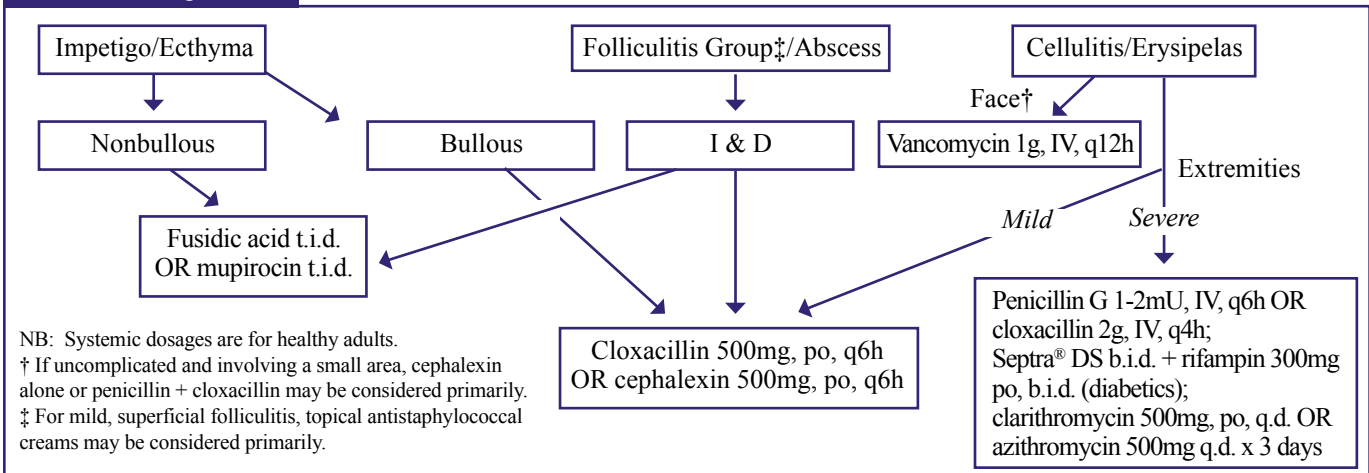 Impetigo/Ecthyma
Folliculitis Group‡/Abscess
Cellulitis/Erysipelas
Face†
Nonbullous
Bullous
I & D
Vancomycin 1g, IV, q12h
Extremities
Mild
Severe
Fusidic acid t.i.d.
OR mupirocin t.i.d.
Cloxacillin 500mg, po, q6h
OR cephalexin 500mg, po, q6h
Penicillin G 1-2mU, IV, q6h OR
cloxacillin 2g, IV, q4h;
Septra® DS b.i.d. + rifampin 300mg
po, b.i.d. (diabetics);
clarithromycin 500mg, po, q.d. OR
azithromycin 500mg q.d. x 3 days
NB: Systemic dosages are for healthy adults.
† If uncomplicated and involving a small area, cephalexin
alone or penicillin + cloxacillin may be considered primarily.
‡ For mild, superficial folliculitis, topical antistaphylococcal
creams may be considered primarily.